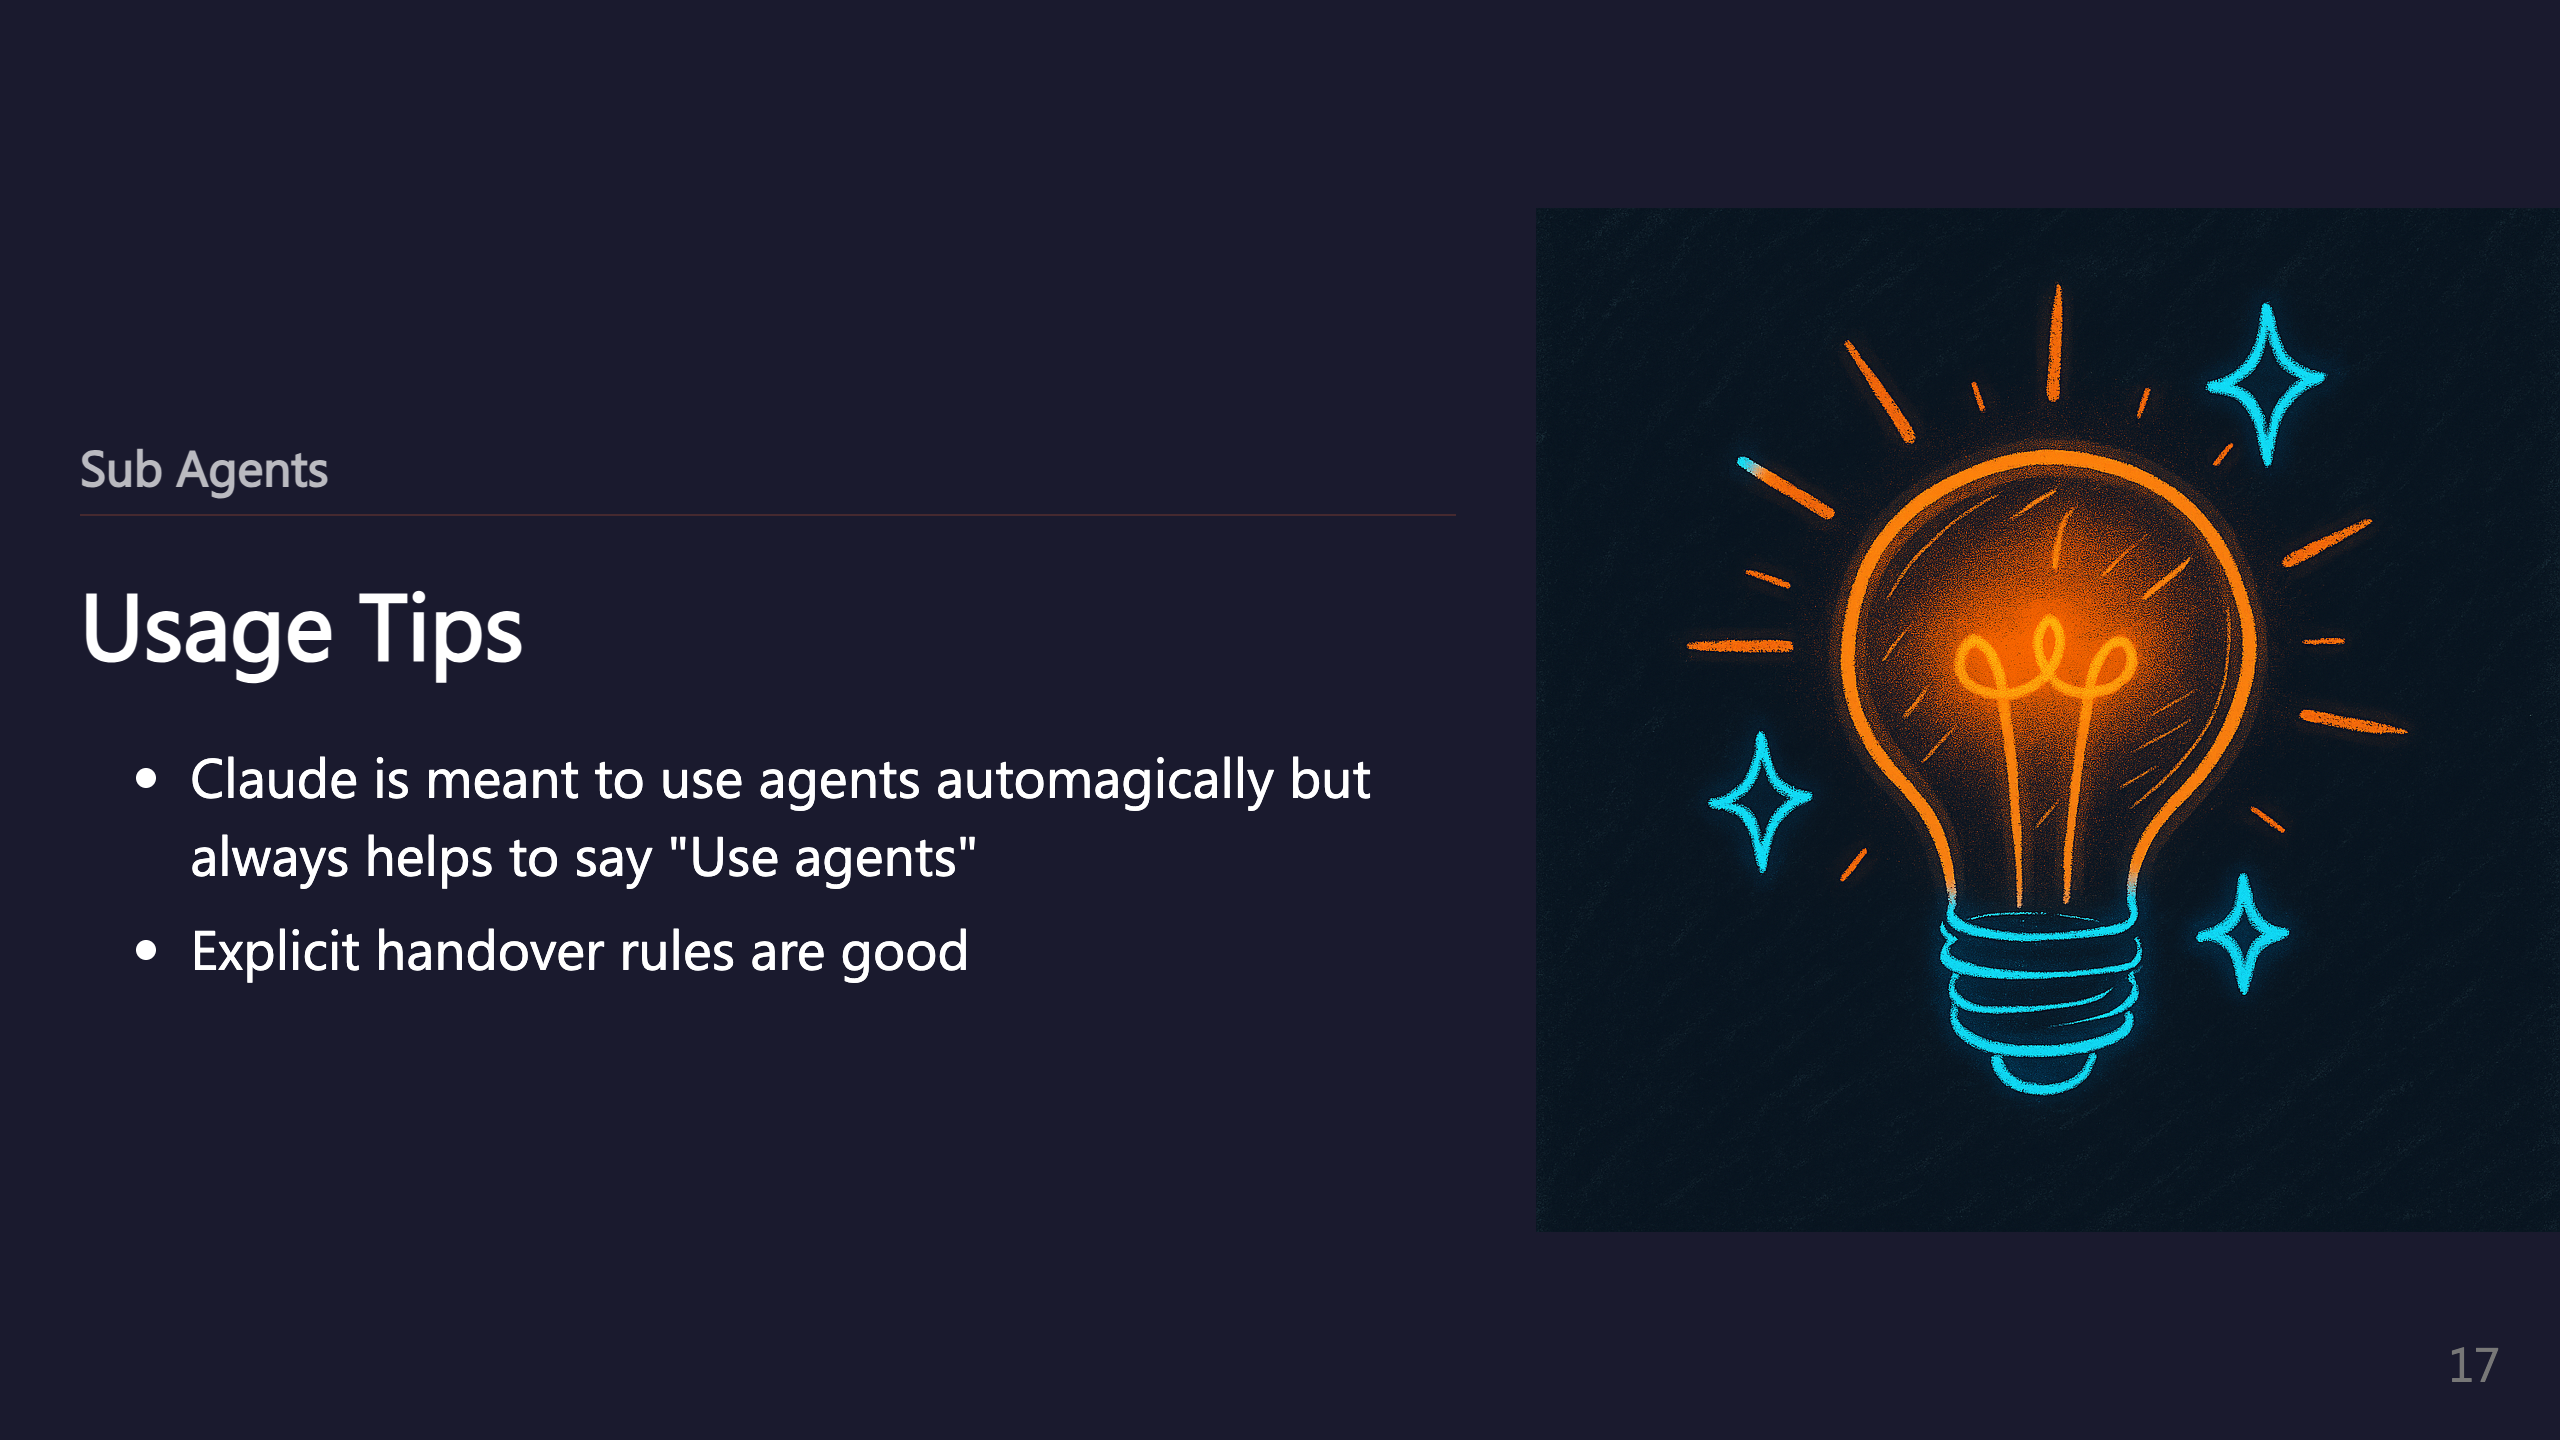 Sub Agents
Usage Tips
• Claude is meant to use agents automagically but
always helps to say "Use agents"
• Explicit handover rules are good
17